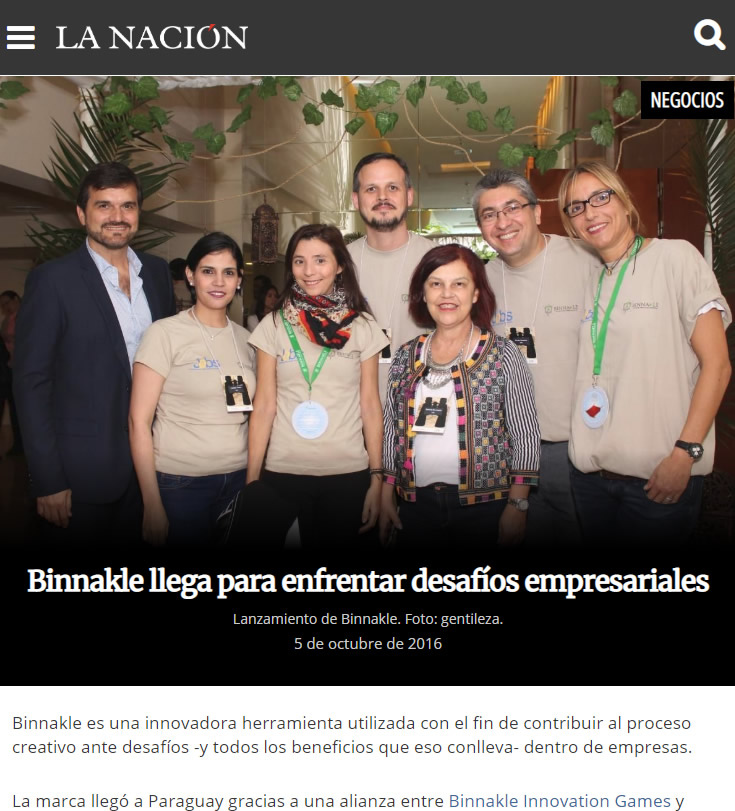 LA NACIÓN
NEGOCIOS
Binnakle llega para enfrentar desafíos empresariales
Lanzamiento de Binnakle. Foto: gentileza.
5 de octubre de 2016
Binnakle es una innovadora herramienta utilizada con el fin de contribuir al proceso
creativo ante desafíos -y todos los beneficios que eso conlleva- dentro de empresas.
La marca llegó a Paraguay gracias a una alianza entre Binnakle Innovation Games y